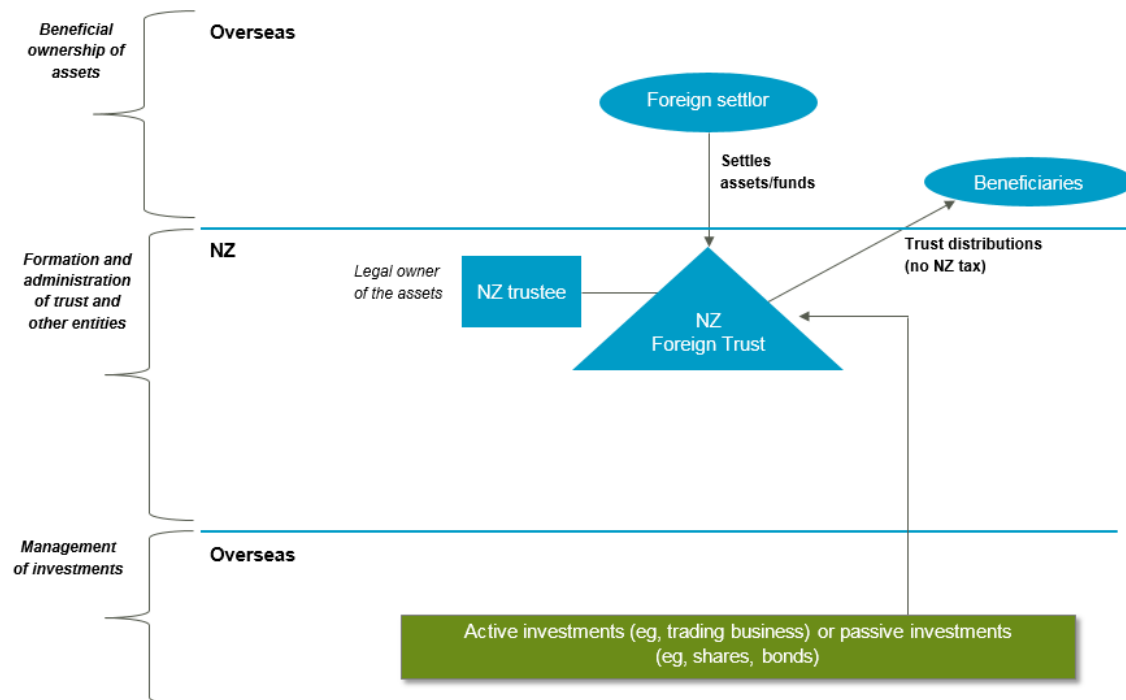 Beneficial
ownership of
assets
Overseas
Foreign settlor
Settles
assets/funds
Beneficiaries
Trust distributions
(no NZ tax)
Formation and
administration
of trust and
other entities
NZ
Legal owner
of the assets
NZ trustee
NZ
Foreign Trust
Management
of investments
Overseas
Active investments (eg, trading business) or passive investments
(eg, shares, bonds)